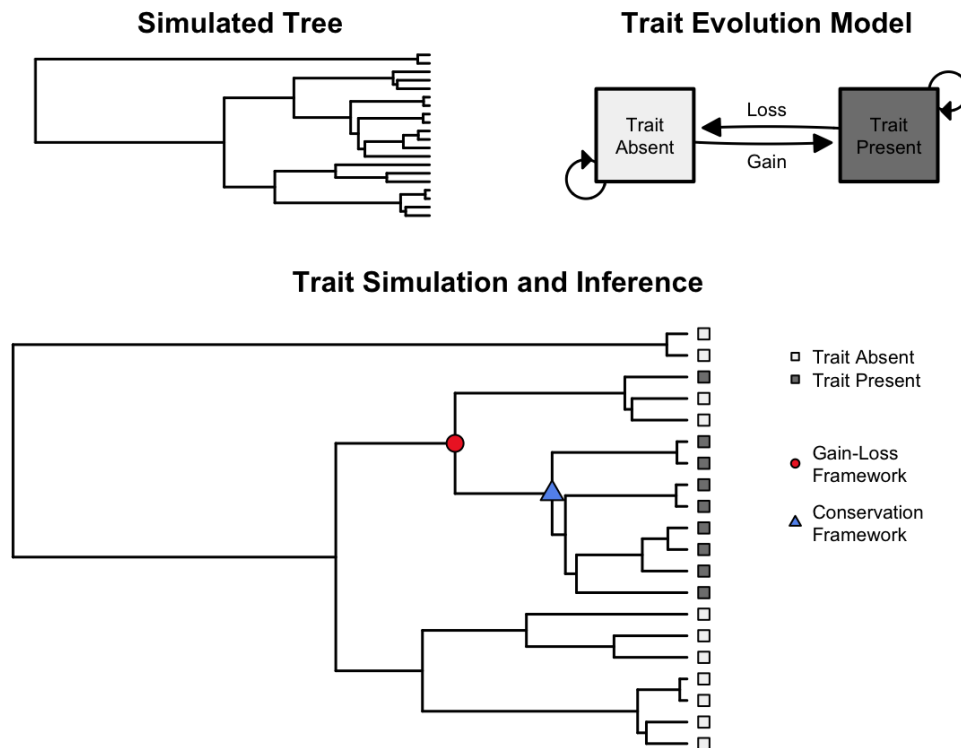 Simulated Tree
Trait Evolution Model
Trait
Absent
Loss
Gain
Trait
Present
Trait Simulation and Inference
Trait Absent
Trait Present
Gain-Loss
Framework
Conservation
Framework